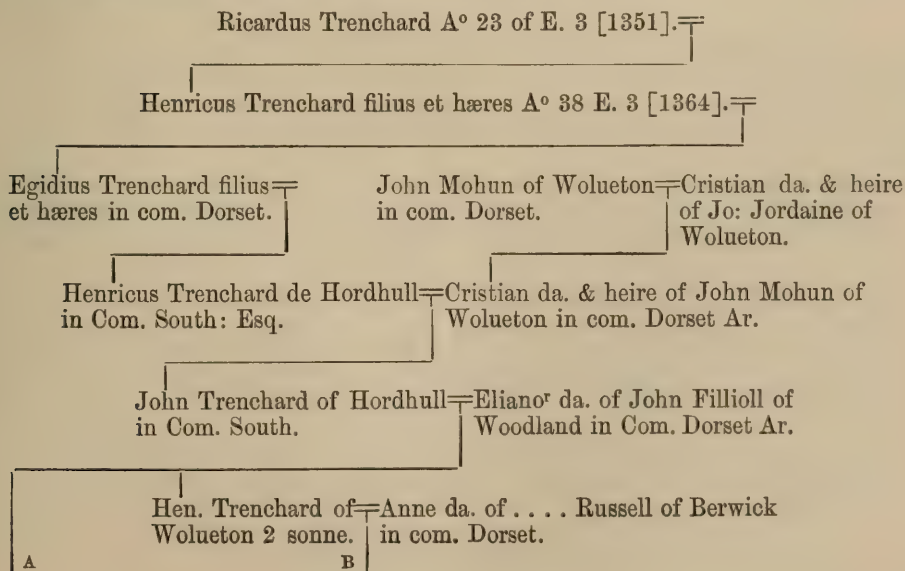 Ricardus Trenchard Aº 23 of E. 3 [1351].
Henricus Trenchard filius et hæres Aº 38 E. 3 [1364].
Egidius Trenchard filius
et hæres in com. Dorset.
John Mohun of Wolueton
in com. Dorset.
Cristian da. & heire
of Jo: Jordaine of
Wolueton.
Henricus Trenchard de Hordhull
in Com. South: Esq.
Cristian da. & heire of John Mohun of
Wolueton in com. Dorset Ar.
John Trenchard of Hordhull
in Com. South.
Elianoʳ da. of John Fillioll of
Woodland in Com. Dorset Ar.
Hen. Trenchard of
Wolueton 2 sonne.
Anne da. of .... Russell of Berwick
in com. Dorset.
A
B